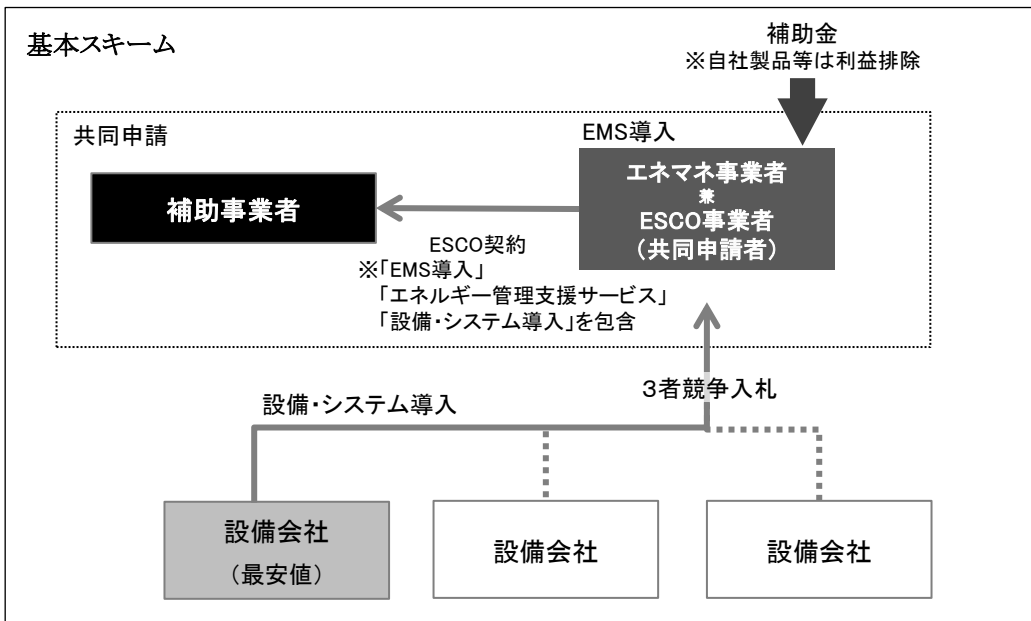 基本スキーム
補助金
※自社製品等は利益排除
共同申請
EMS導入
補助事業者
エネマネ事業者
兼
ESCO事業者
（共同申請者）
ESCO契約
※「EMS導入」
「エネルギー管理支援サービス」
「設備・システム導入」を包含
設備・システム導入
３者競争入札
設備会社
（最安値）
設備会社
設備会社